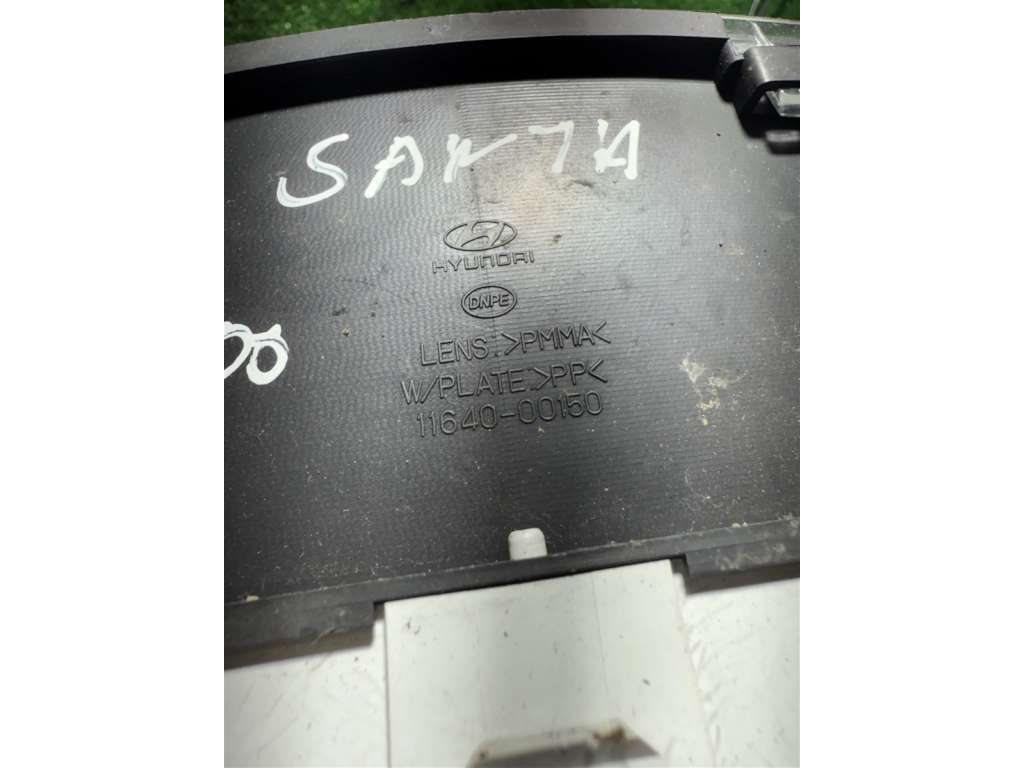 SANTA
HYUNDAI
DNPE
LENS:>PMMA<
W/PLATE:>PP<
11640-00150